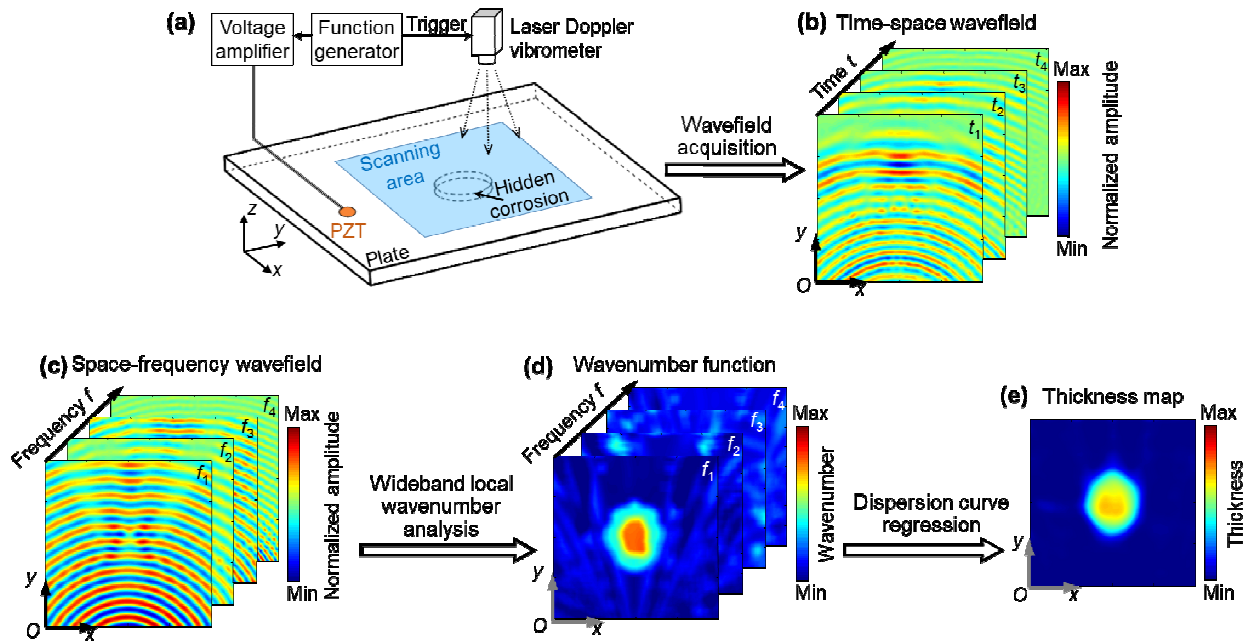 (a)
Voltage
amplifier
Function
generator
Trigger
Laser Doppler
vibrometer
Scanning
area
Hidden
corrosion
PZT
Plate
z
y
x
Wavefield
acquisition
(b) Time-space wavefield
Time t
t4
t3
t2
t1
Max
Normalized amplitude
Min
y
O
x
(c) Space-frequency wavefield
Frequency f
f4
f3
f2
f1
Max
Normalized amplitude
Min
y
O
x
Wideband local
wavenumber
analysis
(d) Wavenumber function
Frequency f
f4
f3
f2
f1
Max
Wavenumber
Min
y
O
x
Dispersion curve
regression
(e) Thickness map
Max
Thickness
Min
y
O
x